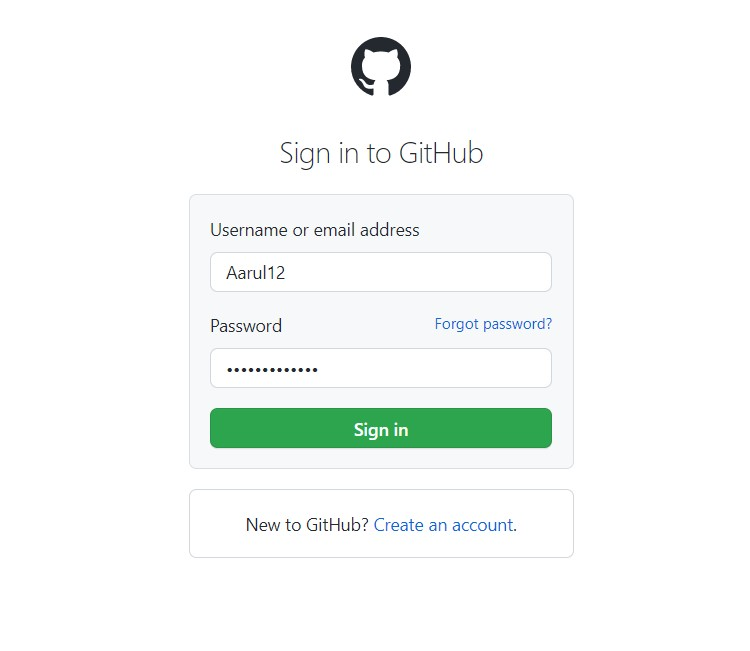 Sign in to GitHub
Username or email address
Aarul12
Password Forgot password?
•••••••••••••
Sign in
New to GitHub? Create an account.